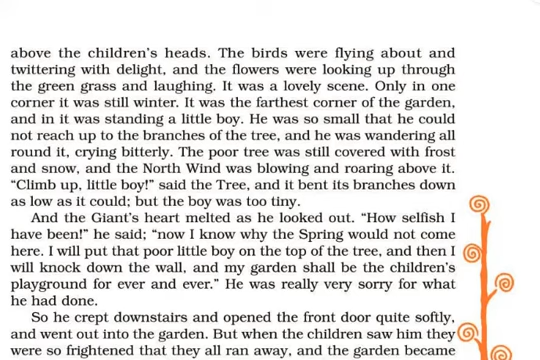 above the children's heads. The birds were flying about and
twittering with delight, and the flowers were looking up through
the green grass and laughing. It was a lovely scene. Only in one
corner it was still winter. It was the farthest corner of the garden,
and in it was standing a little boy. He was so small that he could
not reach up to the branches of the tree, and he was wandering all
round it, crying bitterly. The poor tree was still covered with frost
and snow, and the North Wind was blowing and roaring above it.
“Climb up, little boy!” said the Tree, and it bent its branches down
as low as it could; but the boy was too tiny.
And the Giant's heart melted as he looked out. “How selfish I
have been!” he said; “now I know why the Spring would not come
here. I will put that poor little boy on the top of the tree, and then I
will knock down the wall, and my garden shall be the children's
playground for ever and ever.” He was really very sorry for what
he had done.
So he crept downstairs and opened the front door quite softly,
and went out into the garden. But when the children saw him they
were so frightened that they all ran away, and the garden became